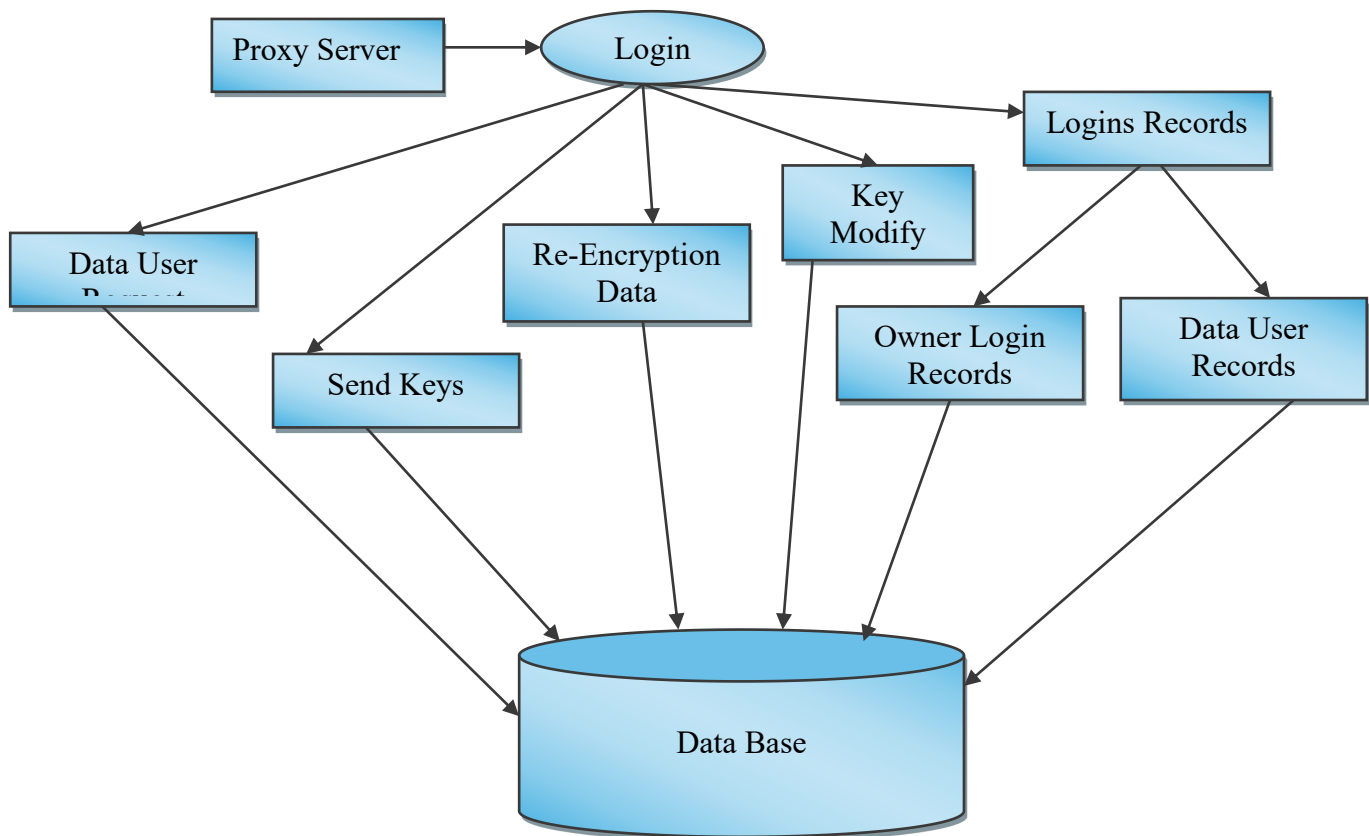 Proxy Server
Login
Logins Records
Key
Modify
Data User
Re-Encryption
Data
Send Keys
Owner Login
Records
Data User
Records
Data Base